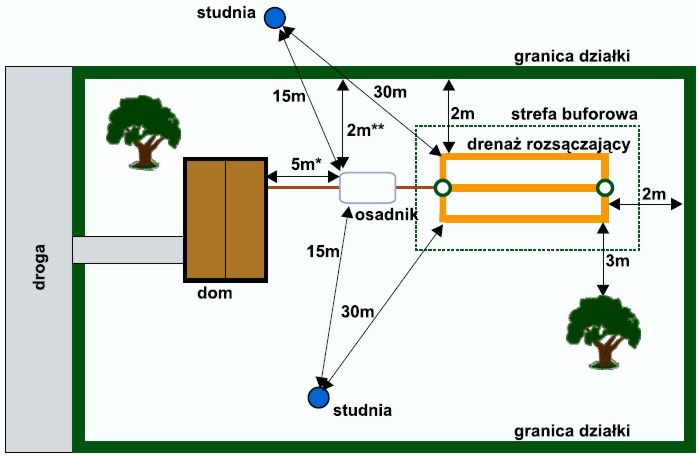 studnia
granica działki
15m
30m
2m
strefa buforowa
2m**
drenaż rozsączający
5m*
2m
osadnik
droga
15m
3m
dom
30m
studnia
granica działki